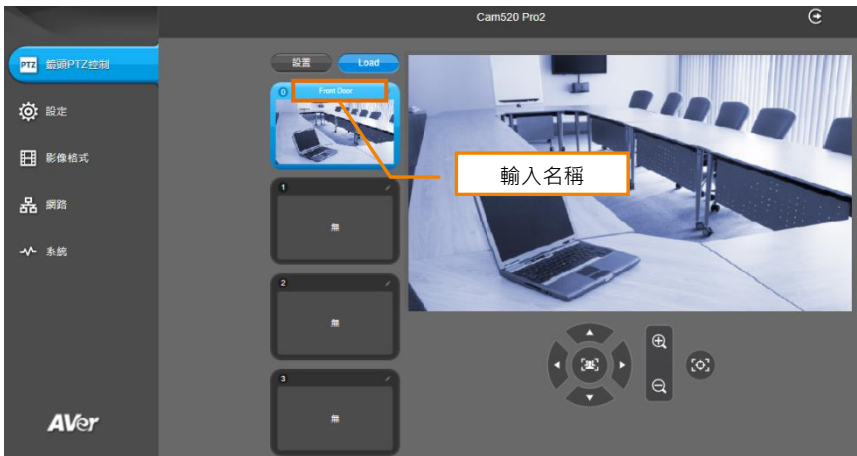 Cam520 Pro2
PTZ 鏡頭PTZ控制
設定
影像格式
網路
系統
AVer
設置 Load
0 Front Door
1
無
2
無
3
無
輸入名稱